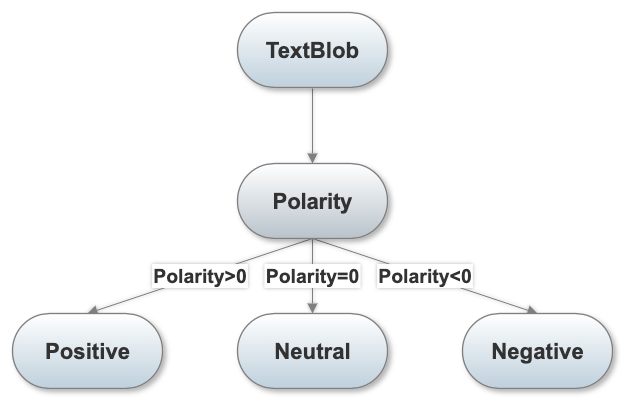 TextBlob
Polarity
Polarity>0
Polarity=0
Polarity<0
Positive
Neutral
Negative